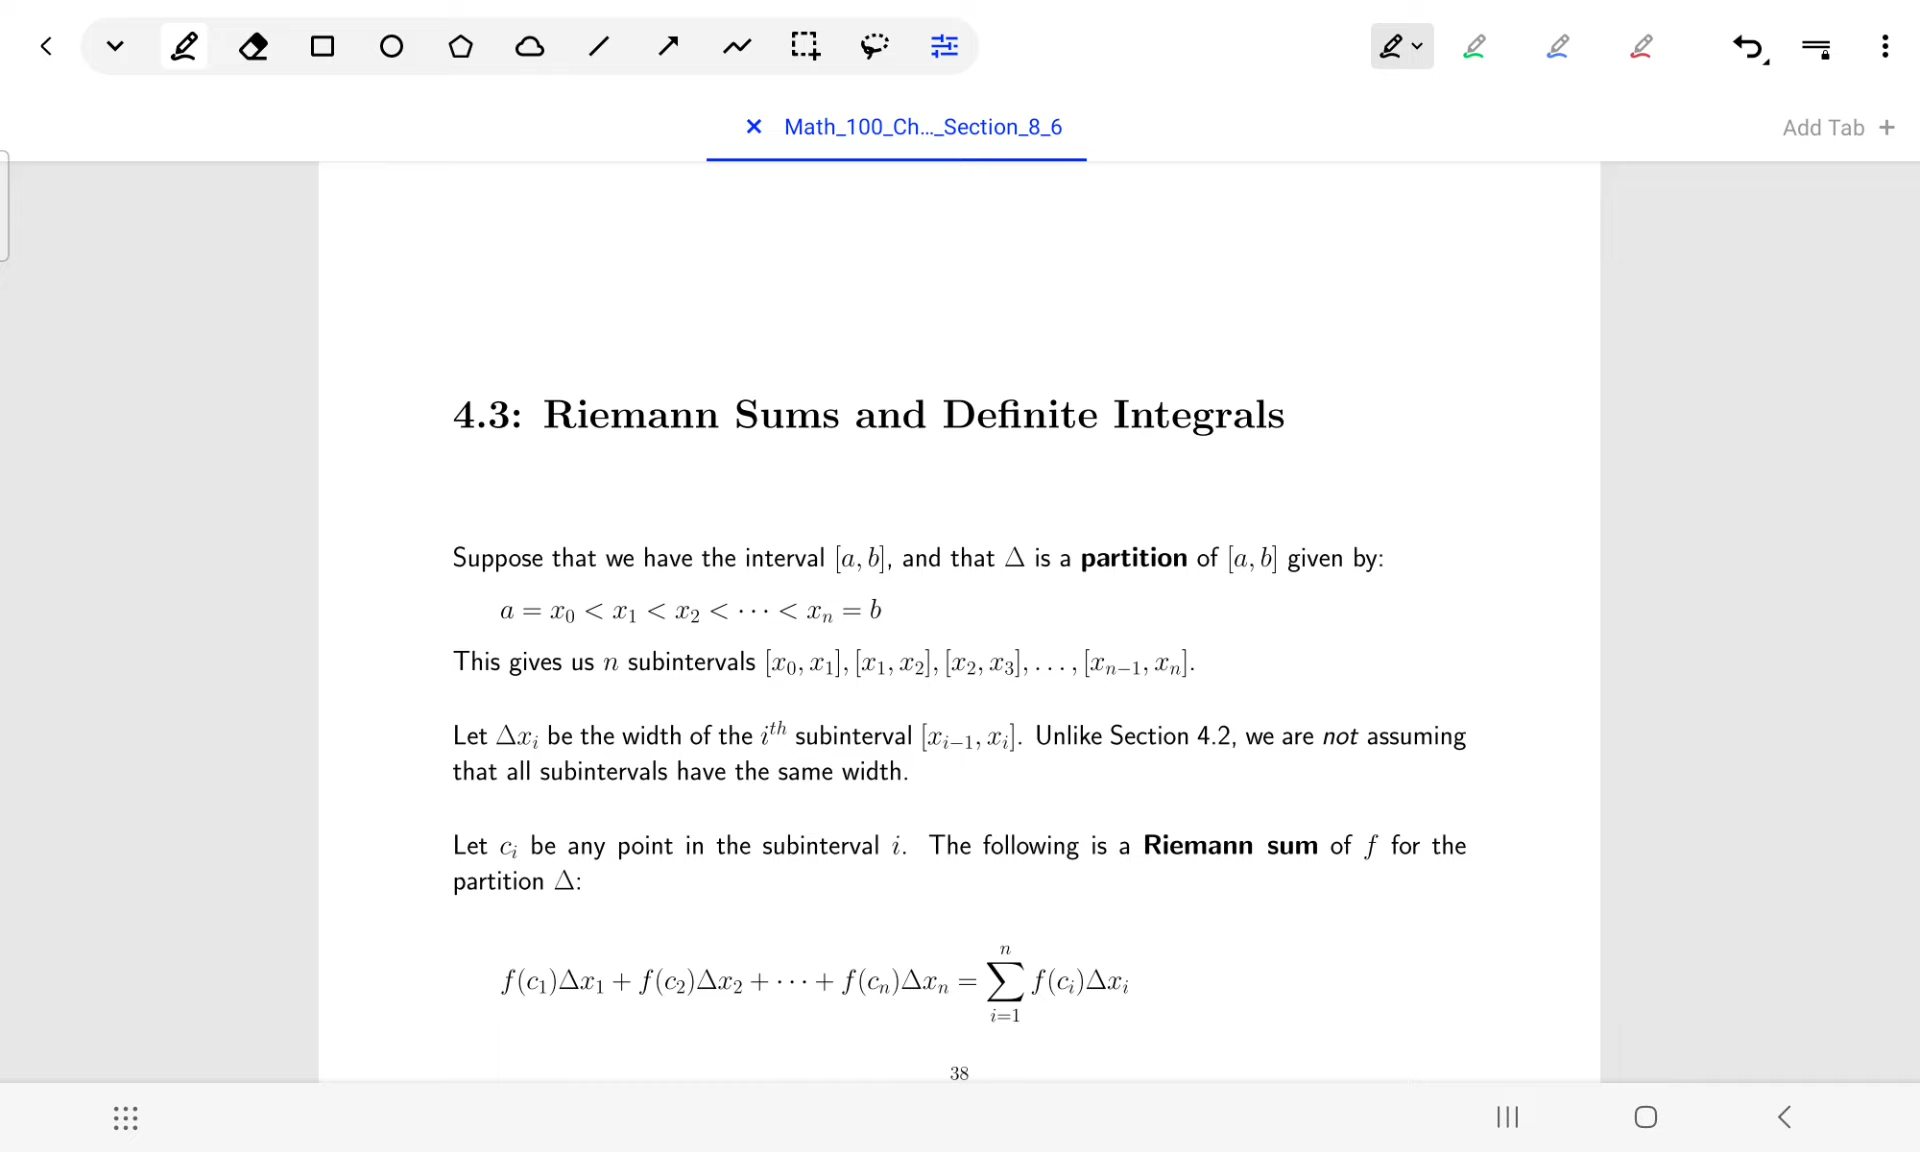 Math_100_Ch..._Section_8_6
Add Tab +
4.3: Riemann Sums and Definite Integrals
Suppose that we have the interval [a, b], and that Δ is a partition of [a, b] given by:
a = x₀ < x₁ < x₂ < ⋯ < xₙ = b
This gives us n subintervals [x₀, x₁], [x₁, x₂], [x₂, x₃], . . . , [xₙ₋₁, xₙ].
Let Δxᵢ be the width of the iᵗʰ subinterval [xᵢ₋₁, xᵢ]. Unlike Section 4.2, we are not assuming
that all subintervals have the same width.
Let cᵢ be any point in the subinterval i. The following is a Riemann sum of f for the
partition Δ:
f(c₁)Δx₁ + f(c₂)Δx₂ + ⋯ + f(cₙ)Δxₙ = ∑ᵢ₌₁ⁿ f(cᵢ)Δxᵢ
38